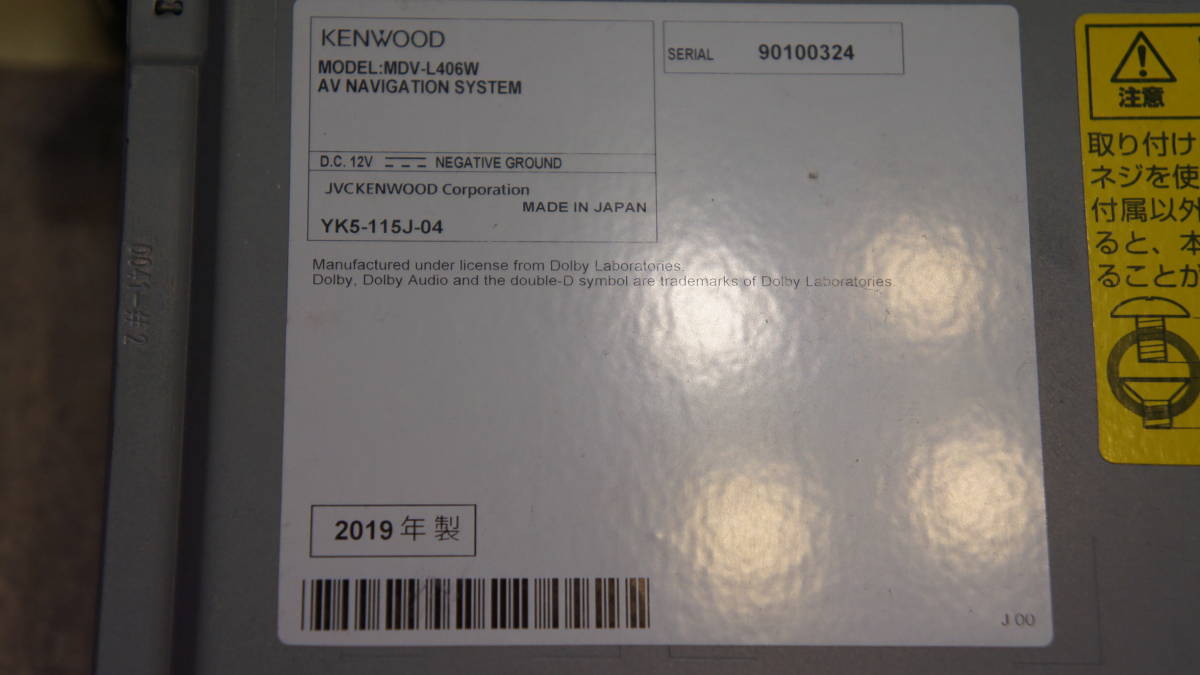 KENWOOD
MODEL:MDV-L406W
AV NAVIGATION SYSTEM
SERIAL 90100324
D.C. 12V NEGATIVE GROUND
JVCKENWOOD Corporation
MADE IN JAPAN
YK5-115J-04
Manufactured under license from Dolby Laboratories.
Dolby, Dolby Audio and the double-D symbol are trademarks of Dolby Laboratories.
2019 年 製
J 00
注意
取り付け
ネジを使
付属以外
ると、本
ることが
0041-#2